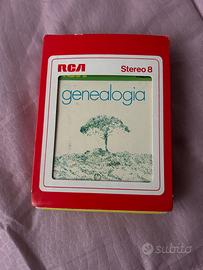 RCA
Stereo 8
genealogia
subito